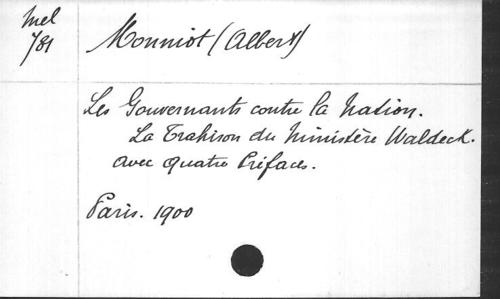 Mel
781
Monniot (Albert)
Les Gouvernants contre la Nation.
La Trahison du Ministère Waldeck.
avec quatre Préfaces.
Paris. 1900